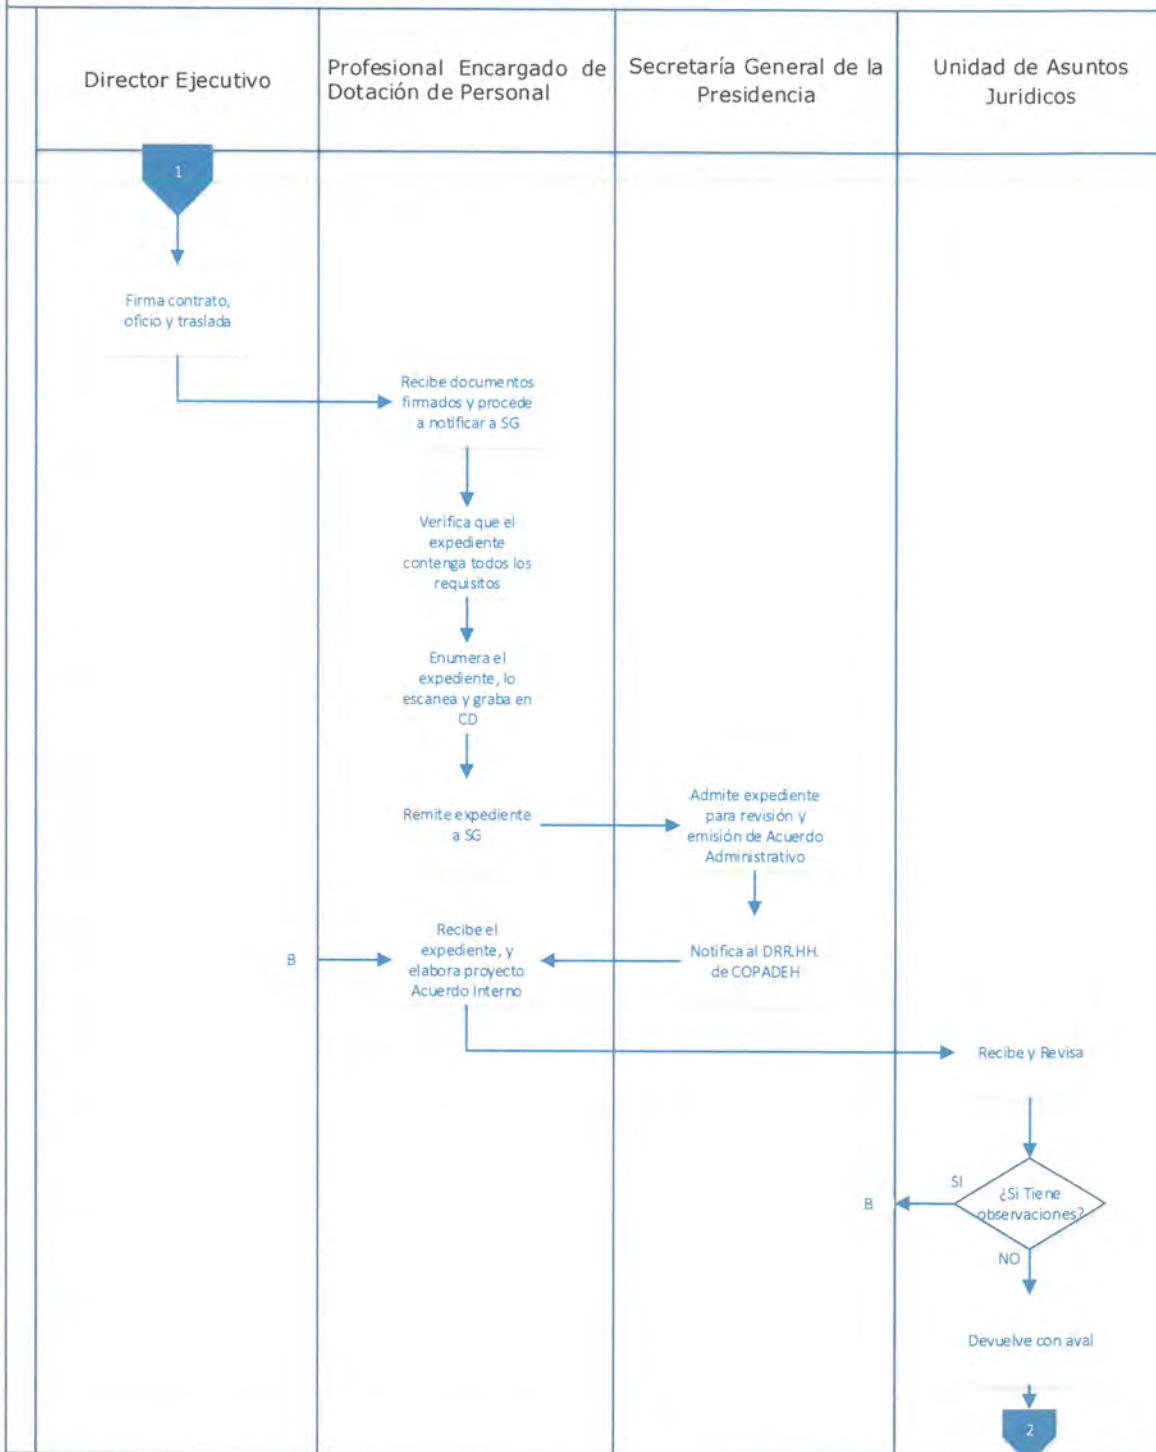 Director Ejecutivo
Profesional Encargado de
Dotación de Personal
Secretaría General de la
Presidencia
Unidad de Asuntos
Juridicos
1
Firma contrato,
oficio y traslada
Recibe documentos
firmados y procede
a notificar a SG
Verifica que el
expediente
contenga todos los
requisitos
Enumera el
expediente, lo
escanea y graba en
CD
Remite expediente
a SG
Admite expediente
para revisión y
emisión de Acuerdo
Administrativo
B
Recibe el
expediente, y
elabora proyecto
Acuerdo Interno
Notifica al DRR.HH.
de COPADEH
Recibe y Revisa
B
SI
¿Si Tiene
observaciones?
NO
Devuelve con aval
2